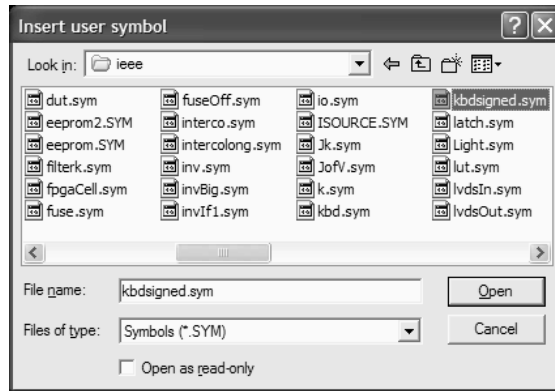 Insert user symbol
Look in: ieee
dut.sym fuseOff.sym io.sym kbdsigned.sym
eeprom2.SYM interco.sym ISOURCE.SYM latch.sym
eeprom.SYM intercolong.sym Jk.sym Light.sym
filterk.sym inv.sym JofV.sym lut.sym
fpgaCell.sym invBig.sym k.sym lvdsIn.sym
fuse.sym invIf1.sym kbd.sym lvdsOut.sym
File name: kbdsigned.sym Open
Files of type: Symbols (*.SYM) Cancel
Open as read-only